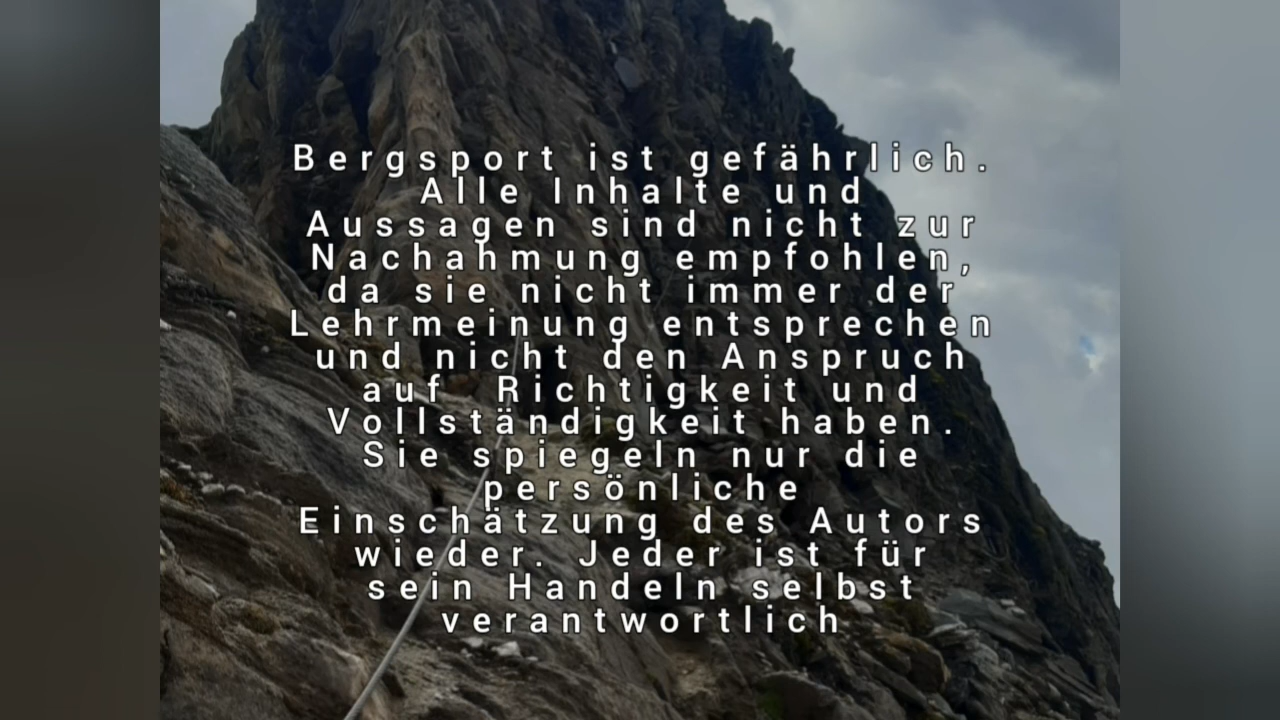 Bergsport ist gefährlich.
Alle Inhalte und
Aussagen sind nicht zur
Nachahmung empfohlen,
da sie nicht immer der
Lehrmeinung entsprechen
und nicht den Anspruch
auf Richtigkeit und
Vollständigkeit haben.
Sie spiegeln nur die
persönliche
Einschätzung des Autors
wieder. Jeder ist für
sein Handeln selbst
verantwortlich